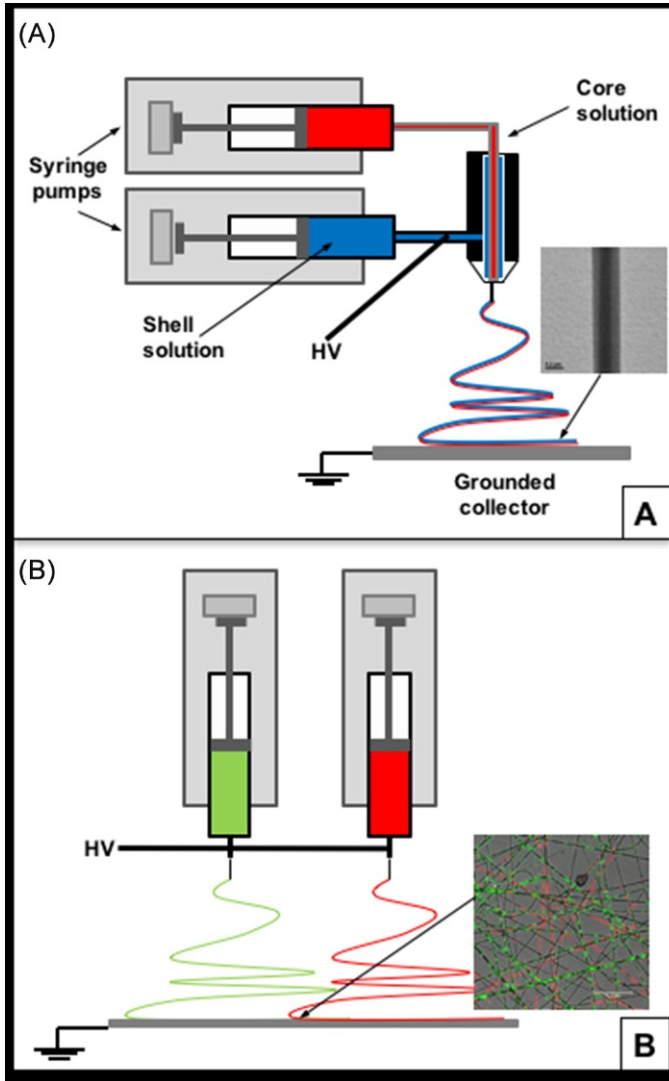 (A)
Core
solution
Syringe
pumps
Shell
solution
HV
Grounded
collector
A
(B)
HV
B